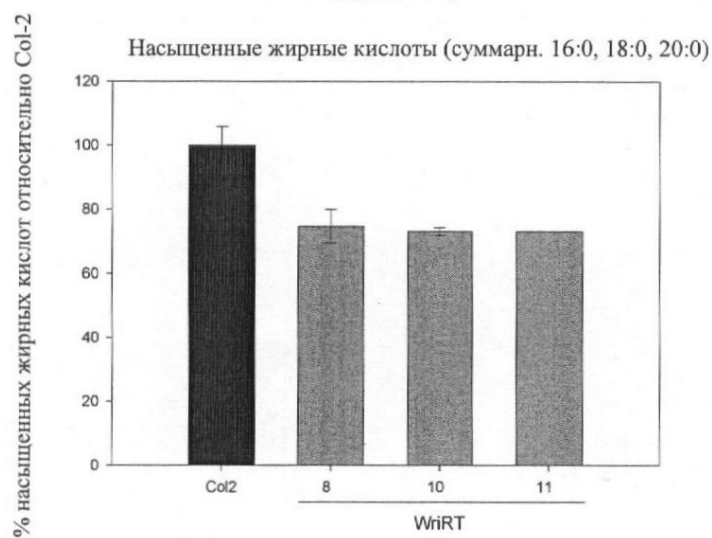 Насыщенные жирные кислоты (суммарн. 16:0, 18:0, 20:0)
% насыщенных жирных кислот относительно Col-2
120
100
80
60
40
20
0
Col2 8 10 11
WriRT